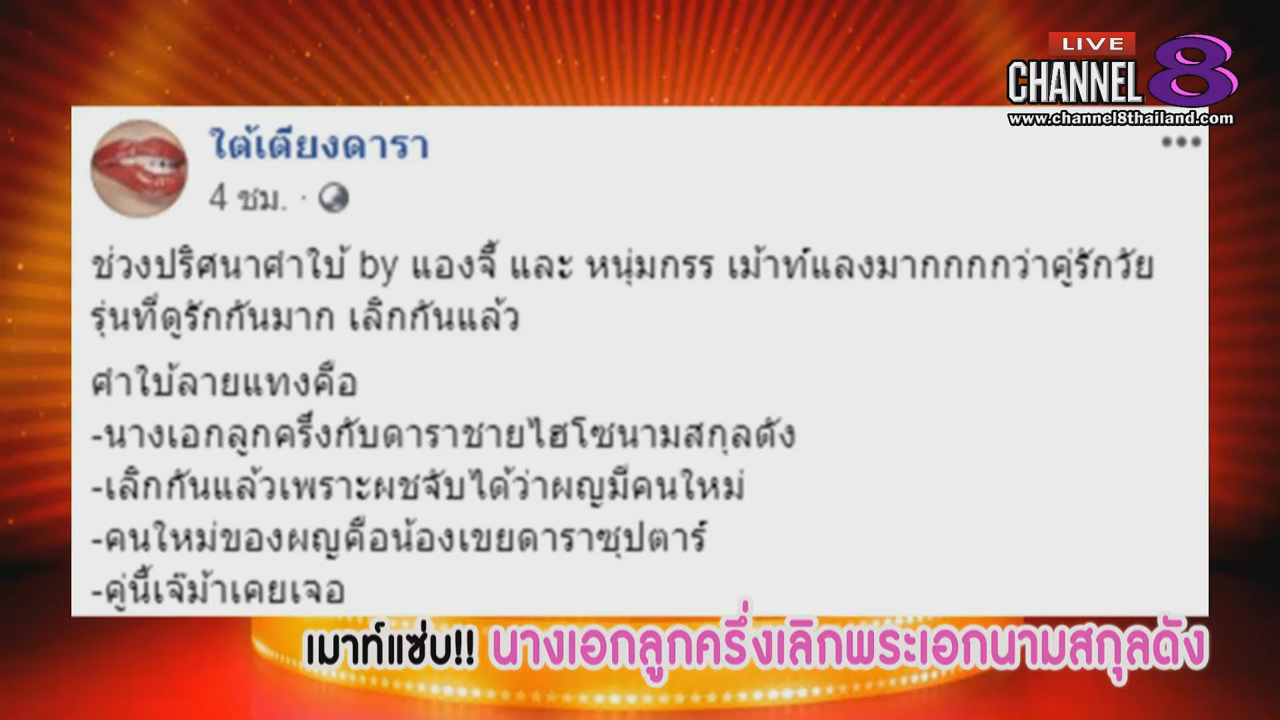 LIVE
CHANNEL 8
www.channel8thailand.com
ใต้เตียงดารา
4 ชม.
ช่วงปริศนาคำใบ้ by แองจี้ และ หนุ่มกรร เม้าท์แลงมากกกกว่าคู่รักวัย
รุ่นที่ดูรักกันมาก เลิกกันแล้ว
คำใบ้ลายแทงคือ
-นางเอกลูกครึ่งกับดาราชายไฮโซนามสกุลดัง
-เลิกกันแล้วเพราะผชจับได้ว่าผญมีคนใหม่
-คนใหม่ของผญคือน้องเขยดาราซุปตาร์
-คู่นี้เจ๊ม้าเคยเจอ
เมาท์แซ่บ!! นางเอกลูกครึ่งเลิกพระเอกนามสกุลดัง